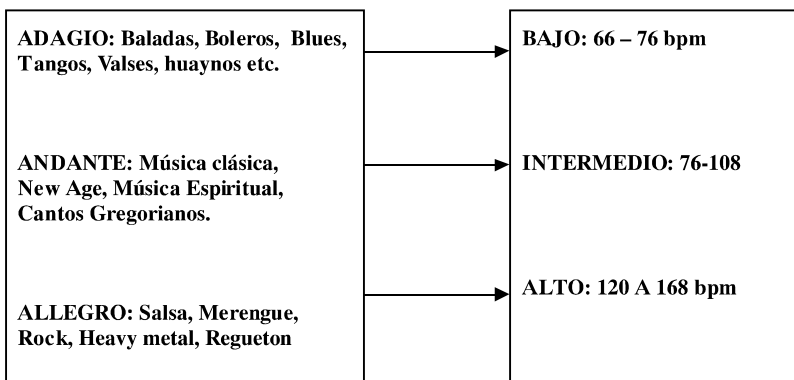 ADAGIO: Baladas, Boleros, Blues,
Tangos, Valses, huaynos etc.
BAJO: 66 – 76 bpm
ANDANTE: Música clásica,
New Age, Música Espiritual,
Cantos Gregorianos.
INTERMEDIO: 76-108
ALLEGRO: Salsa, Merengue,
Rock, Heavy metal, Regueton
ALTO: 120 A 168 bpm